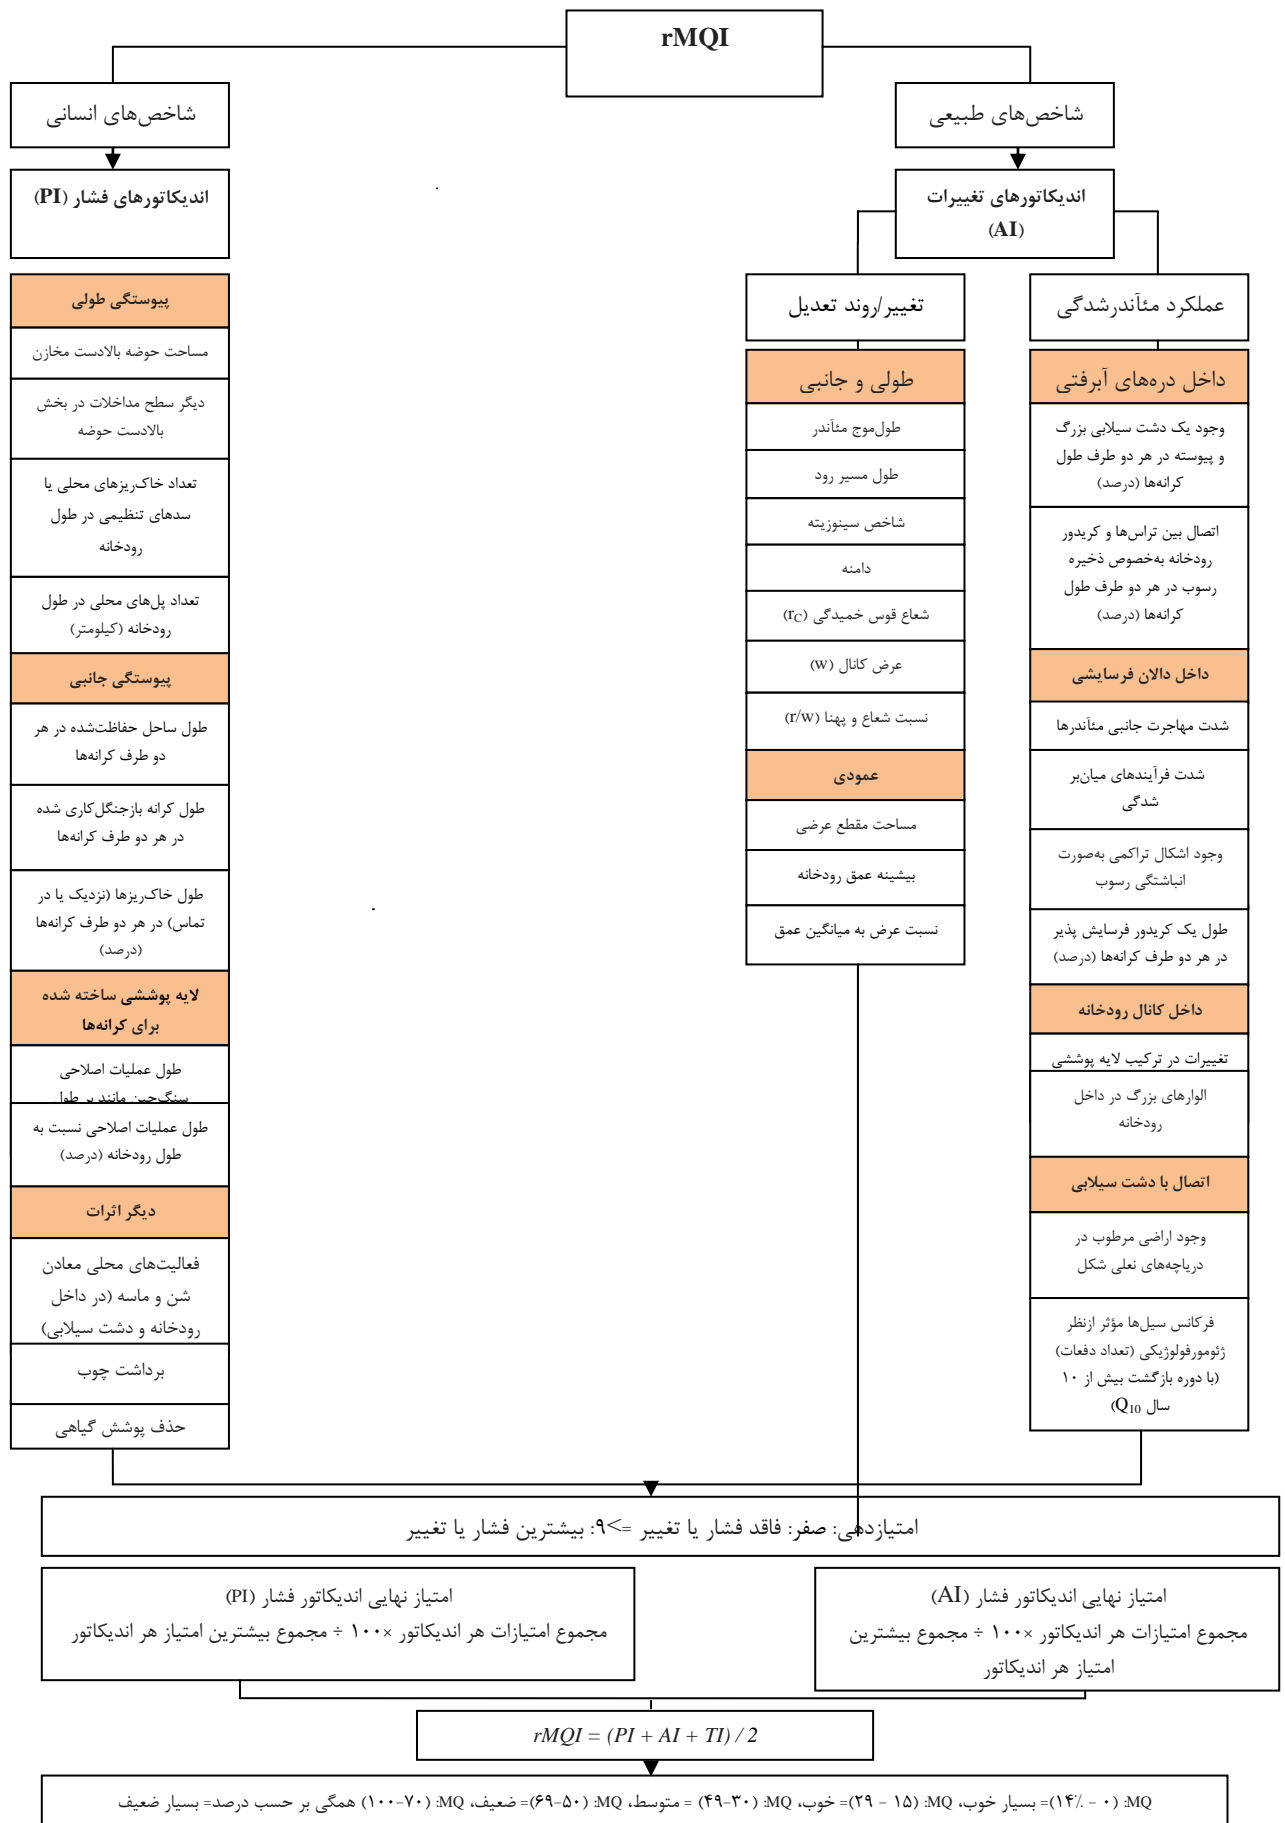 rMQI
شاخص‌های طبیعی
شاخص‌های انسانی
اندیکاتورهای تغییرات
(AI)
اندیکاتورهای فشار (PI)
عملکرد مئآندرشدگی
داخل دره‌های آبرفتی
وجود یک دشت سیلابی بزرگ
و پیوسته در هر دو طرف طول
کرانه‌ها (درصد)
اتصال بین تراس‌ها و کریدور
رودخانه به‌خصوص ذخیره
رسوب در هر دو طرف طول
کرانه‌ها (درصد)
داخل دالان فرسایشی
شدت مهاجرت جانبی مئآندرها
شدت فرآیندهای میان‌بر
شدگی
وجود اشکال تراکمی به‌صورت
انباشتگی رسوب
طول یک کریدور فرسایش پذیر
در هر دو طرف کرانه‌ها (درصد)
داخل کانال رودخانه
تغییرات در ترکیب لایه پوششی
الوارهای بزرگ در داخل
رودخانه
اتصال با دشت سیلابی
وجود اراضی مرطوب در
دریاچه‌های نعلی شکل
فرکانس سیل‌ها مؤثر ازنظر
ژئومورفولوژیکی (تعداد دفعات)
(با دوره بازگشت بیش از ۱۰
سال Q10)
تغییر/روند تعدیل
طولی و جانبی
طول‌موج مئآندر
طول مسیر رود
شاخص سینوزیته
دامنه
شعاع قوس خمیدگی (rC)
عرض کانال (w)
نسبت شعاع و پهنا (r/w)
عمودی
مساحت مقطع عرضی
بیشینه عمق رودخانه
نسبت عرض به میانگین عمق
پیوستگی طولی
مساحت حوضه بالادست مخازن
دیگر سطح مداخلات در بخش
بالادست حوضه
تعداد خاک‌ریزهای محلی یا
سدهای تنظیمی در طول
رودخانه
تعداد پل‌های محلی در طول
رودخانه (کیلومتر)
پیوستگی جانبی
طول ساحل حفاظت‌شده در هر
دو طرف کرانه‌ها
طول کرانه بازجنگل‌کاری شده
در هر دو طرف کرانه‌ها
طول خاک‌ریزها (نزدیک یا در
تماس) در هر دو طرف کرانه‌ها
(درصد)
لایه پوششی ساخته شده
برای کرانه‌ها
طول عملیات اصلاحی
سنگ‌چین مانند بر طول
طول عملیات اصلاحی نسبت به
طول رودخانه (درصد)
دیگر اثرات
فعالیت‌های محلی معادن
شن و ماسه (در داخل
رودخانه و دشت سیلابی)
برداشت چوب
حذف پوشش گیاهی
امتیازدهی: صفر: فاقد فشار یا تغییر =>۹: بیشترین فشار یا تغییر
امتیاز نهایی اندیکاتور فشار (AI)
مجموع امتیازات هر اندیکاتور ×۱۰۰ ÷ مجموع بیشترین
امتیاز هر اندیکاتور
امتیاز نهایی اندیکاتور فشار (PI)
مجموع امتیازات هر اندیکاتور ×۱۰۰ ÷ مجموع بیشترین امتیاز هر اندیکاتور
rMQI = (PI + AI + TI) / 2
MQ: (۰ - ۱۴٪)= بسیار خوب، MQ: (۱۵ - ۲۹)= خوب، MQ: (۳۰-۴۹) = متوسط، MQ: (۵۰-۶۹)= ضعیف، MQ: (۷۰-۱۰۰) همگی بر حسب درصد= بسیار ضعیف